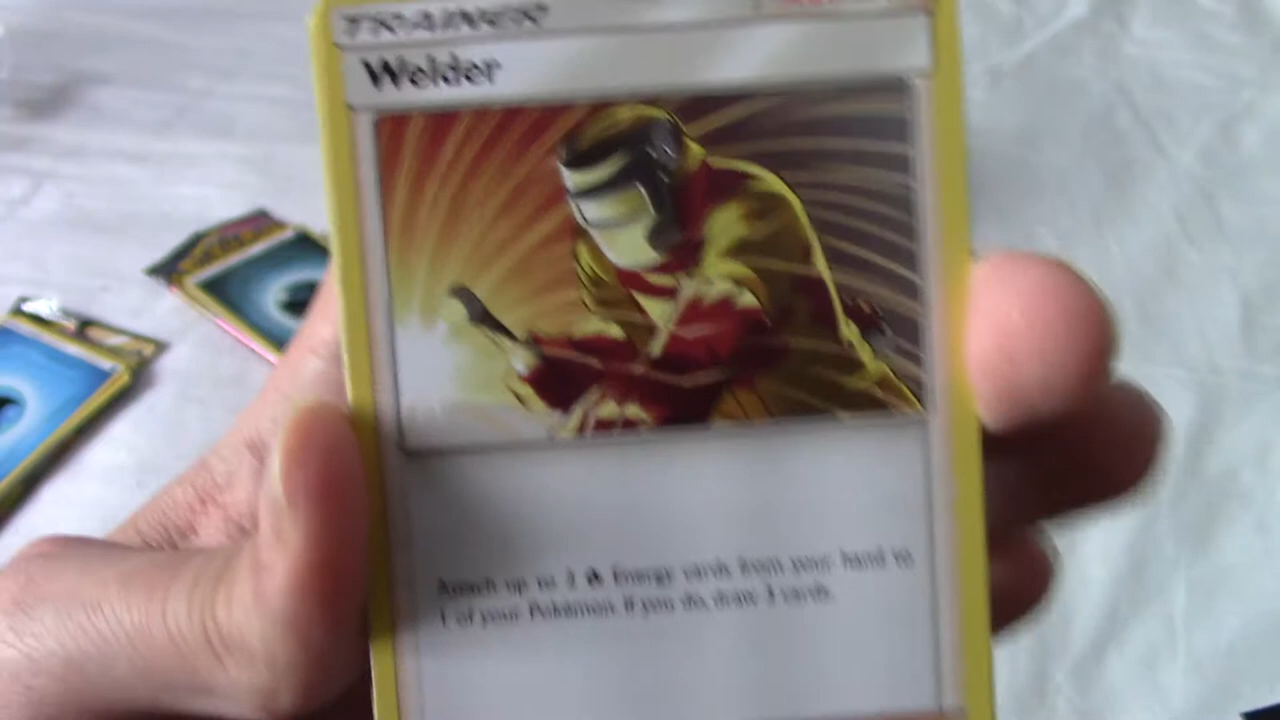 TRAINER
Welder
Attach up to 2 Energy cards from your hand to
1 of your Pokémon. If you do, draw 3 cards.